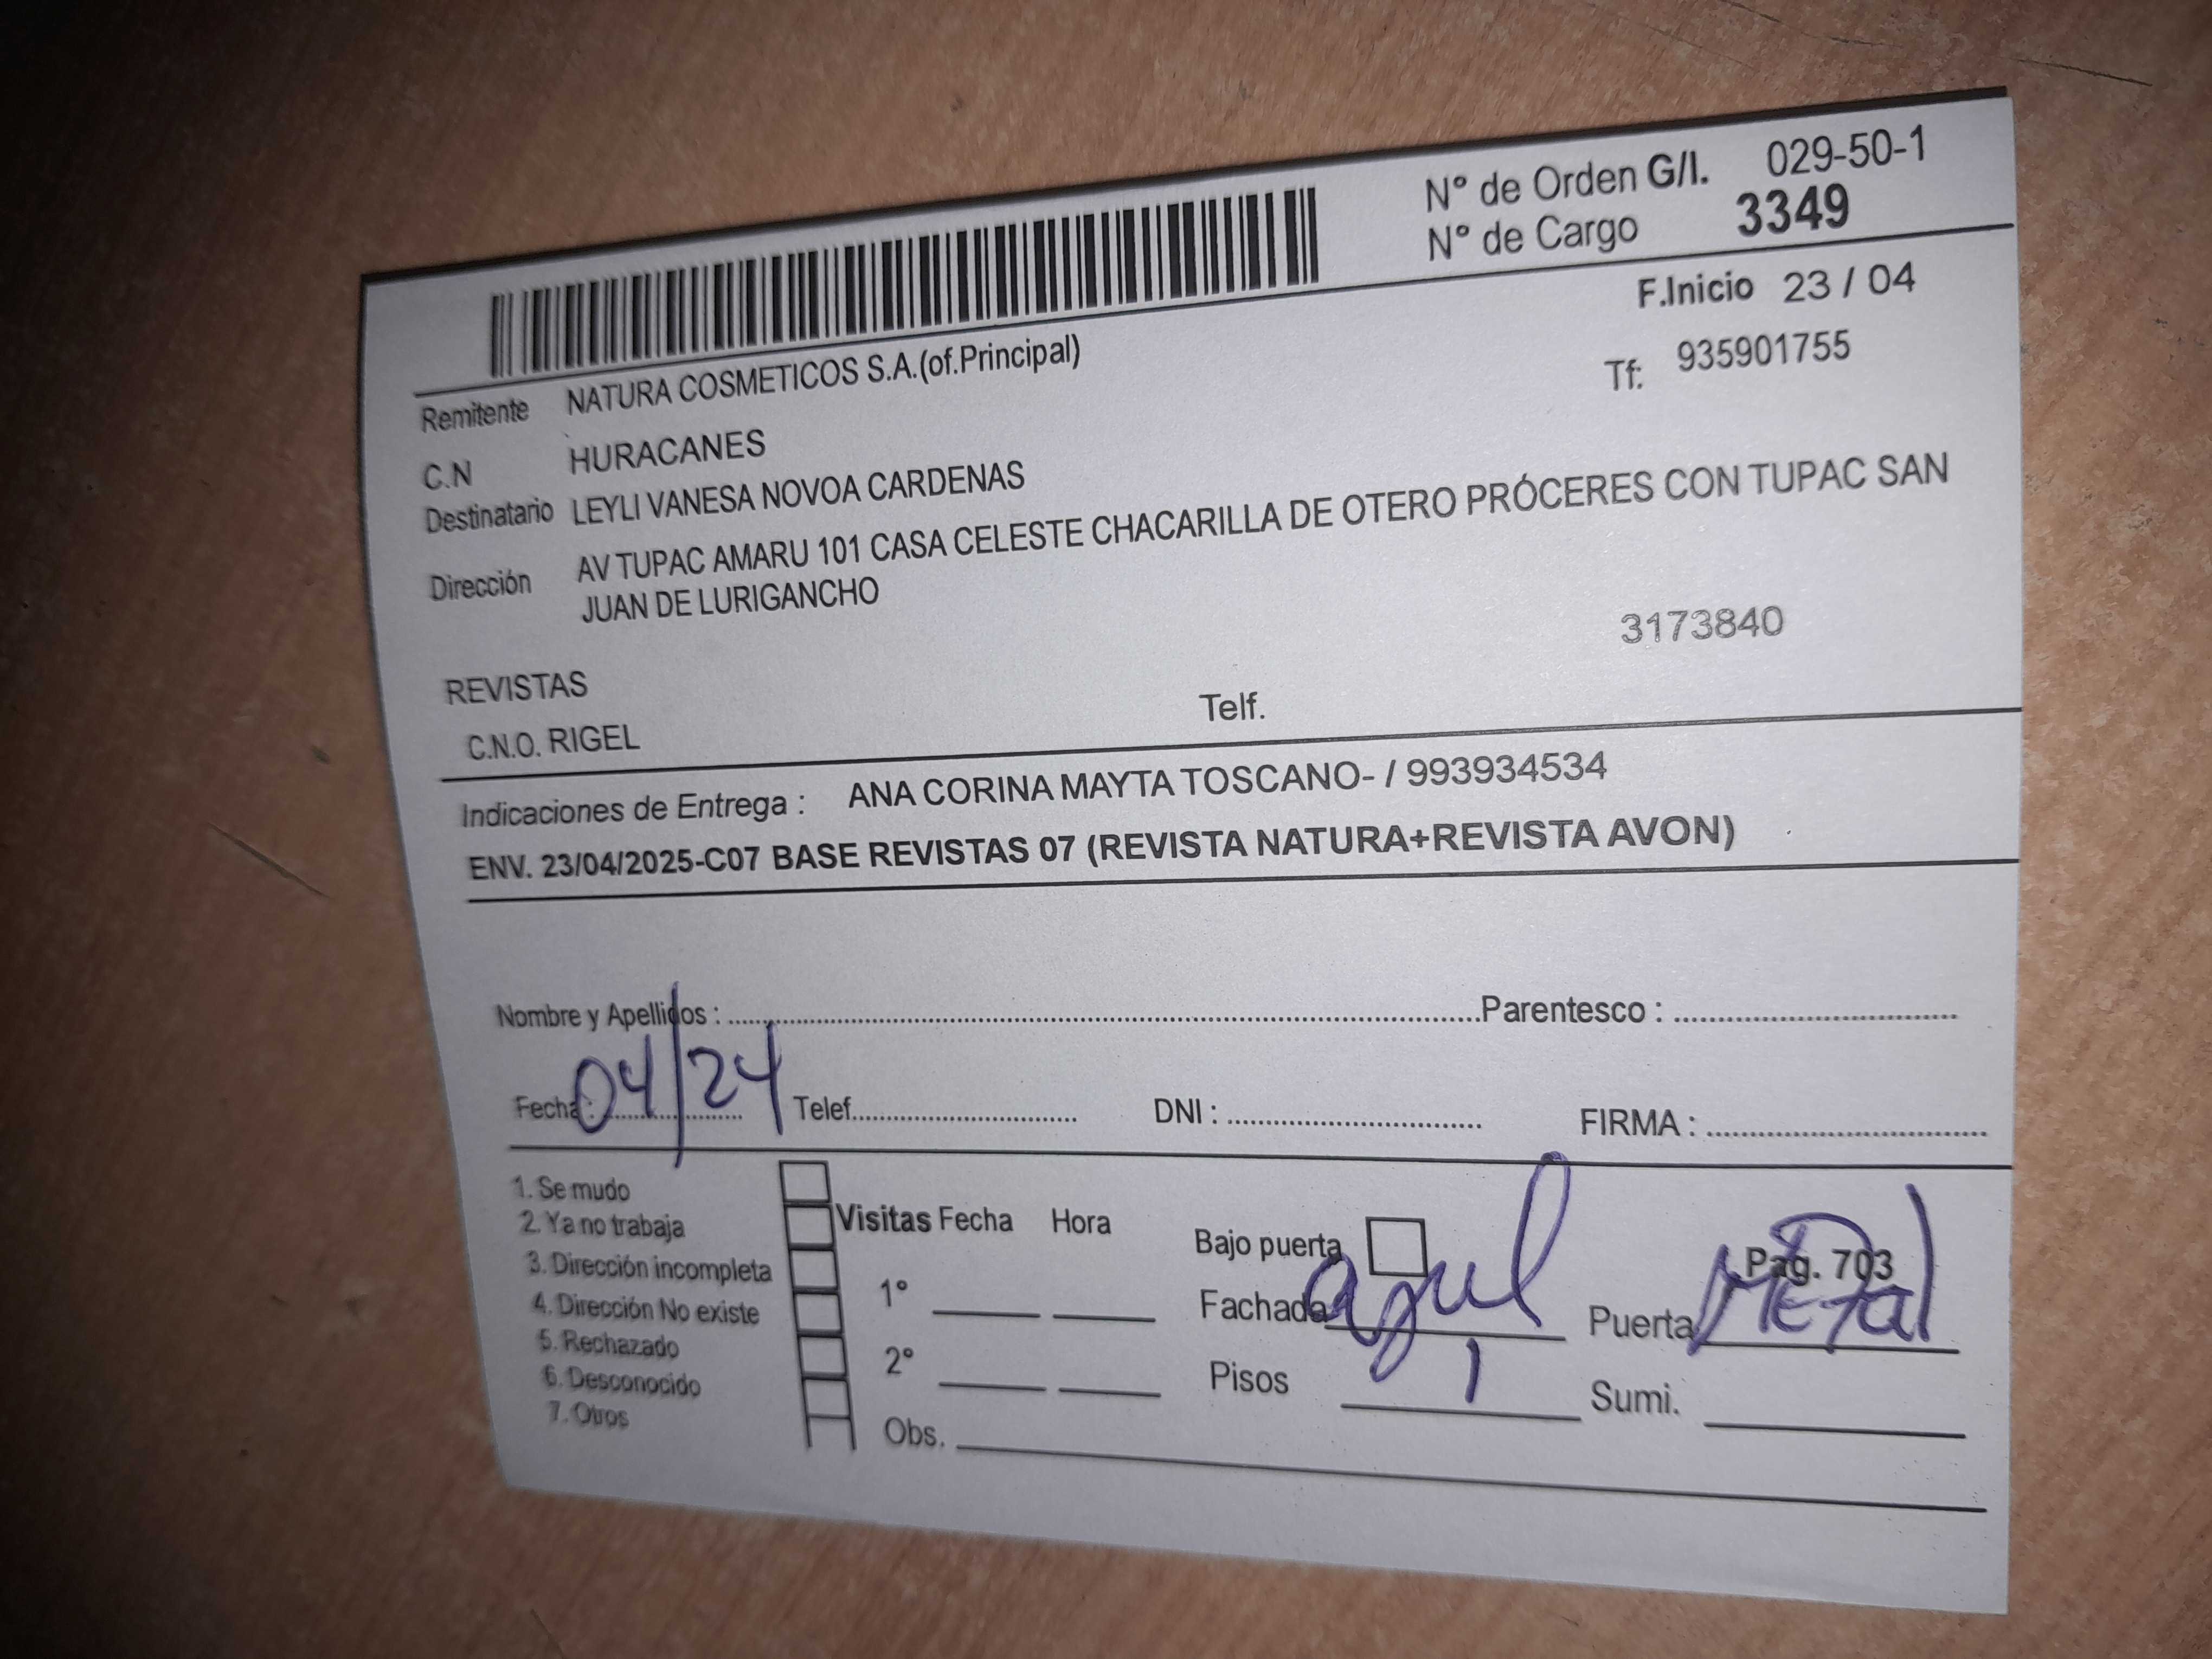 N° de Orden G/I. 029-50-1
N° de Cargo 3349
F.Inicio 23 / 04
Remitente NATURA COSMETICOS S.A.(of.Principal)
Tf: 935901755
C.N HURACANES
Destinatario LEYLI VANESA NOVOA CARDENAS
Dirección AV TUPAC AMARU 101 CASA CELESTE CHACARILLA DE OTERO PRÓCERES CON TUPAC SAN
JUAN DE LURIGANCHO
3173840
REVISTAS
C.N.O. RIGEL Telf.
Indicaciones de Entrega : ANA CORINA MAYTA TOSCANO- / 993934534
ENV. 23/04/2025-C07 BASE REVISTAS 07 (REVISTA NATURA+REVISTA AVON)
Nombre y Apellidos : Parentesco :
Fecha : 04/24 Telef. DNI : FIRMA :
1. Se mudo
2. Ya no trabaja
3. Dirección incompleta
4. Dirección No existe
5. Rechazado
6. Desconocido
7. Otros
Visitas Fecha Hora
1°
2°
Obs.
Bajo puerta
Pag. 703
Fachada azul Puerta Metal
Pisos 1 Sumi.